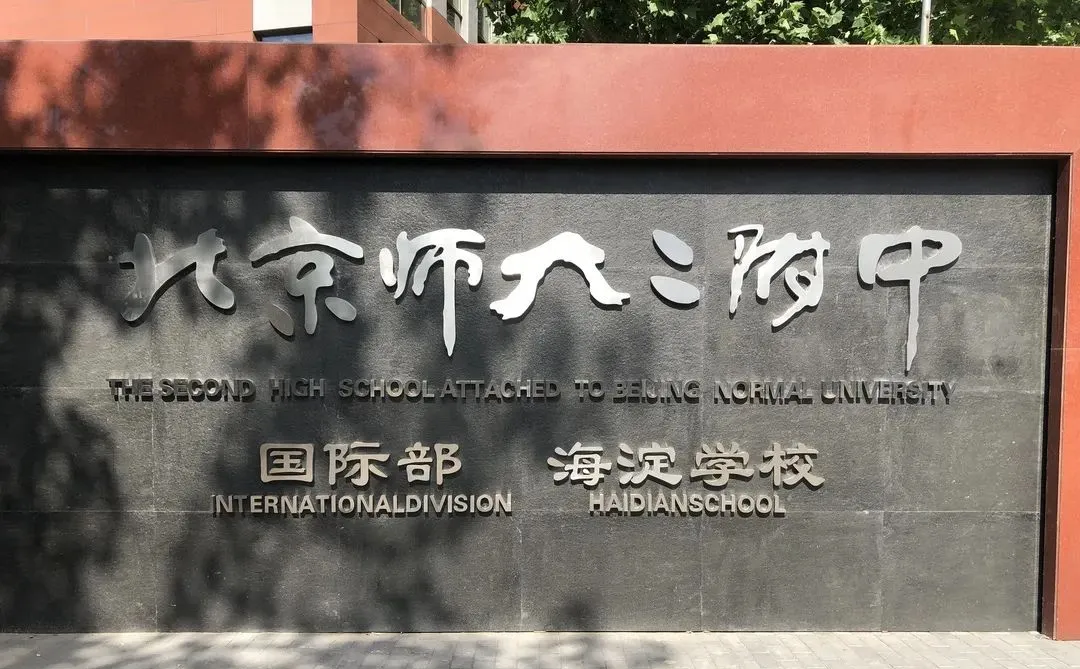 北京师大二附中
THE SECOND HIGH SCHOOL ATTACHED TO BEIJING NORMAL UNIVERSITY
国际部 海淀学校
INTERNATIONALDIVISION HAIDIANSCHOOL